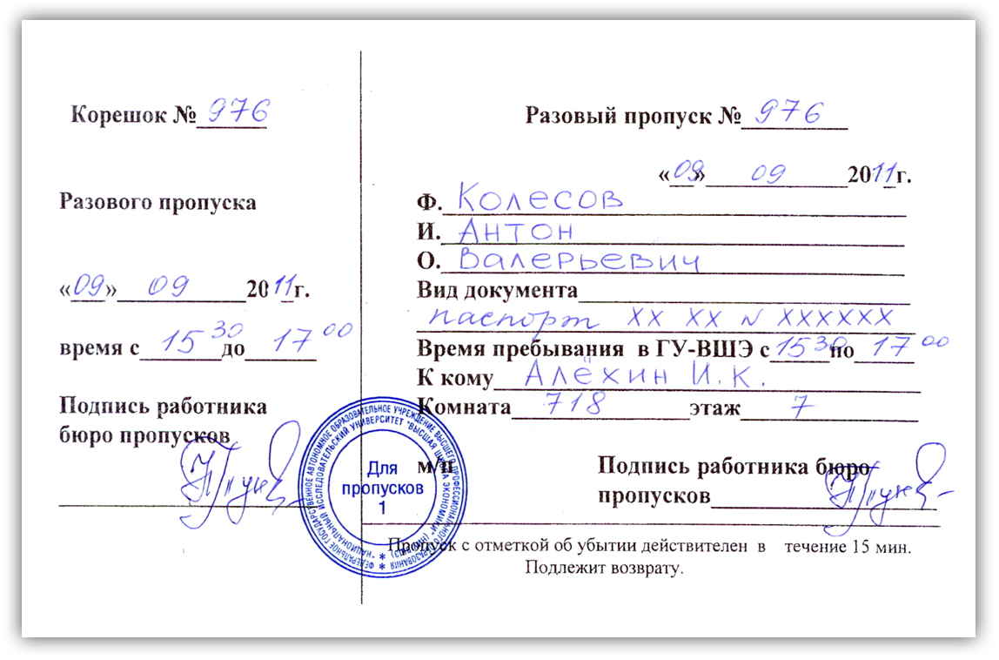 Корешок № 976
Разового пропуска
«09» 09 2011г.
время с 15 30 до 17 00
Подпись работника
бюро пропусков
Разовый пропуск № 976
«09» 09 2011г.
Ф. Колесов
И. Антон
О. Валерьевич
Вид документа
паспорт XX XX N XXXXXX
Время пребывания в ГУ-ВШЭ с 15 30 по 17 00
К кому Алёхин И.К.
Комната 718 этаж 7
м/п
Подпись работника бюро
пропусков
Пропуск с отметкой об убытии действителен в течение 15 мин.
Подлежит возврату.
ФЕДЕРАЛЬНОЕ ГОСУДАРСТВЕННОЕ АВТОНОМНОЕ ОБРАЗОВАТЕЛЬНОЕ УЧРЕЖДЕНИЕ ВЫСШЕГО ПРОФЕССИОНАЛЬНОГО ОБРАЗОВАНИЯ
"НАЦИОНАЛЬНЫЙ ИССЛЕДОВАТЕЛЬСКИЙ УНИВЕРСИТЕТ "ВЫСШАЯ ШКОЛА ЭКОНОМИКИ"
Для
пропусков
1